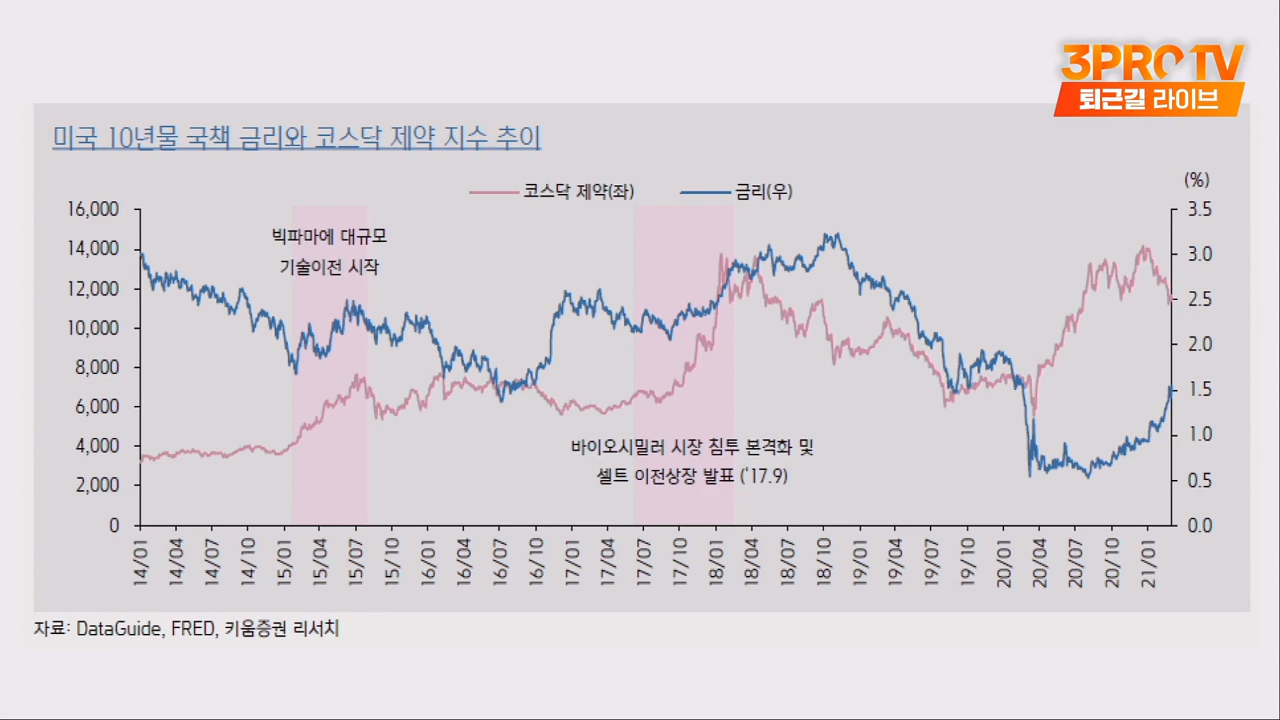 3PROTV
퇴근길 라이브
미국 10년물 국책 금리와 코스닥 제약 지수 추이
코스닥 제약(좌) 금리(우)
(%)
16,000
14,000
12,000
10,000
8,000
6,000
4,000
2,000
0
빅파마에 대규모
기술이전 시작
바이오시밀러 시장 침투 본격화 및
셀트 이전상장 발표 ('17.9)
3.5
3.0
2.5
2.0
1.5
1.0
0.5
0.0
14/01 14/04 14/07 14/10 15/01 15/04 15/07 15/10 16/01 16/04 16/07 16/10 17/01 17/04 17/07 17/10 18/01 18/04 18/07 18/10 19/01 19/04 19/07 19/10 20/01 20/04 20/07 20/10 21/01
자료: DataGuide, FRED, 키움증권 리서치